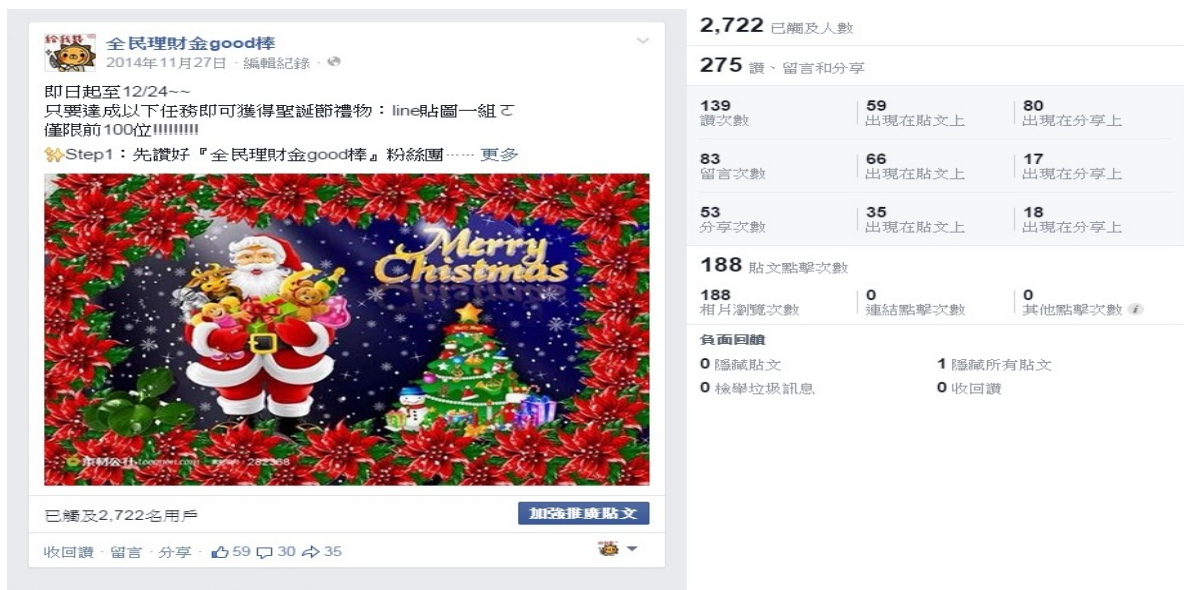 給我錢
全民理財金good棒
2014年11月27日 · 編輯紀錄 ·
即日起至12/24~~
只要達成以下任務即可獲得聖誕節禮物：line貼圖一組ㄛ
僅限前100位!!!!!!!!!
Step1：先讚好『全民理財金good棒』粉絲團…… 更多
Merry
Chistmas
已觸及2,722名用戶
加強推廣貼文
收回讚 · 留言 · 分享 · 59 30 35
2,722 已觸及人數
275 讚、留言和分享
139 59 80
讚次數 出現在貼文上 出現在分享上
83 66 17
留言次數 出現在貼文上 出現在分享上
53 35 18
分享次數 出現在貼文上 出現在分享上
188 貼文點擊次數
188 0 0
相片瀏覽次數 連結點擊次數 其他點擊次數 i
負面回饋
0 隱藏貼文 1 隱藏所有貼文
0 檢舉垃圾訊息 0 收回讚